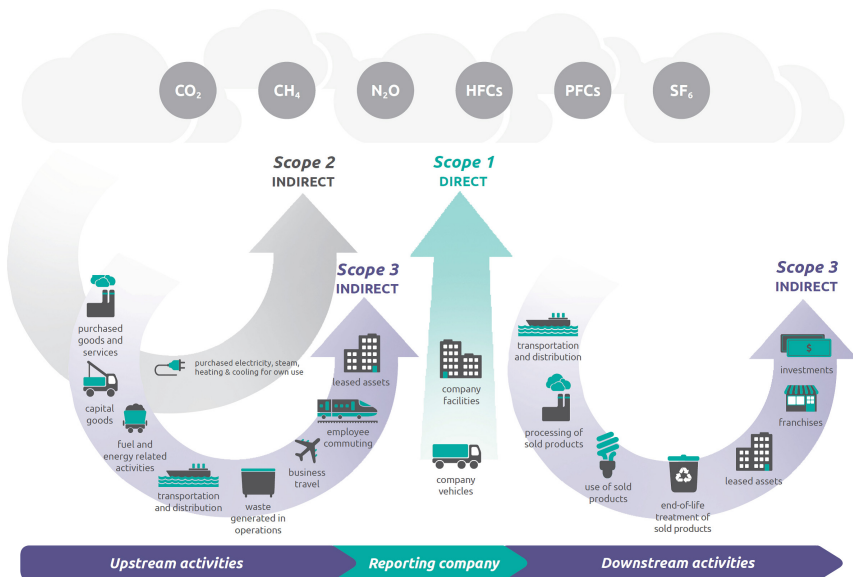 CO₂
CH₄
N₂O
HFCs
PFCs
SF₆
Scope 2
INDIRECT
Scope 1
DIRECT
Scope 3
INDIRECT
Scope 3
INDIRECT
purchased
goods and
services
capital
goods
fuel and
energy related
activities
transportation
and distribution
waste
generated in
operations
business
travel
employee
commuting
leased assets
purchased electricity, steam,
heating & cooling for own use
company
facilities
company
vehicles
transportation
and distribution
processing of
sold products
use of sold
products
end-of-life
treatment of
sold products
leased assets
franchises
$
investments
Upstream activities
Reporting company
Downstream activities